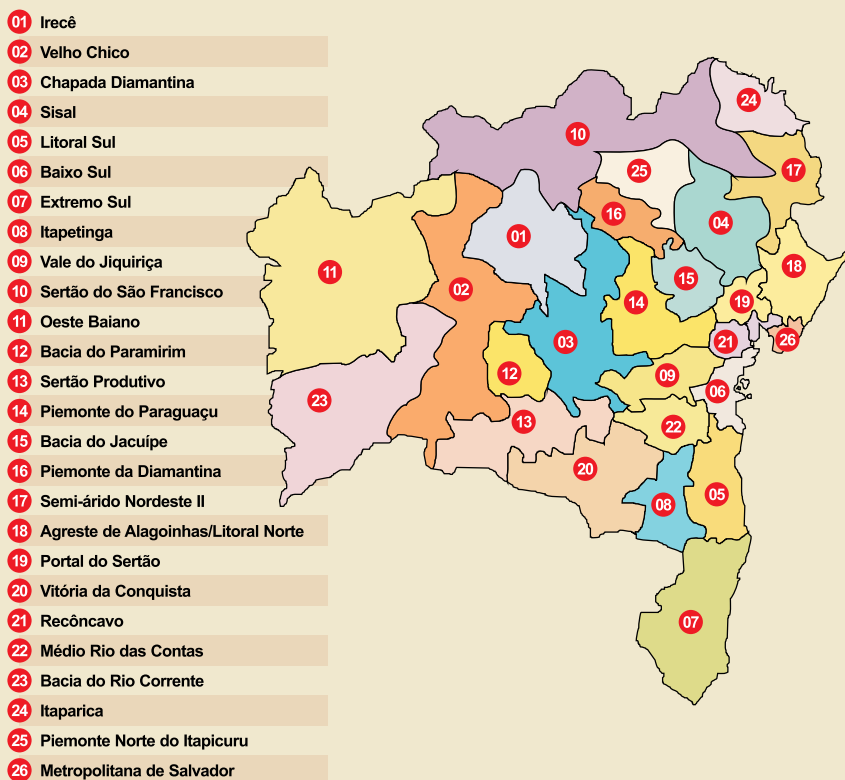 01 Irecê
02 Velho Chico
03 Chapada Diamantina
04 Sisal
05 Litoral Sul
06 Baixo Sul
07 Extremo Sul
08 Itapetinga
09 Vale do Jiquiriça
10 Sertão do São Francisco
11 Oeste Baiano
12 Bacia do Paramirim
13 Sertão Produtivo
14 Piemonte do Paraguaçu
15 Bacia do Jacuípe
16 Piemonte da Diamantina
17 Semi-árido Nordeste II
18 Agreste de Alagoinhas/Litoral Norte
19 Portal do Sertão
20 Vitória da Conquista
21 Recôncavo
22 Médio Rio das Contas
23 Bacia do Rio Corrente
24 Itaparica
25 Piemonte Norte do Itapicuru
26 Metropolitana de Salvador
24
10
25
17
16
04
01
18
11
15
02
19
14
26
03
21
12
09
06
23
13
22
20
05
08
07